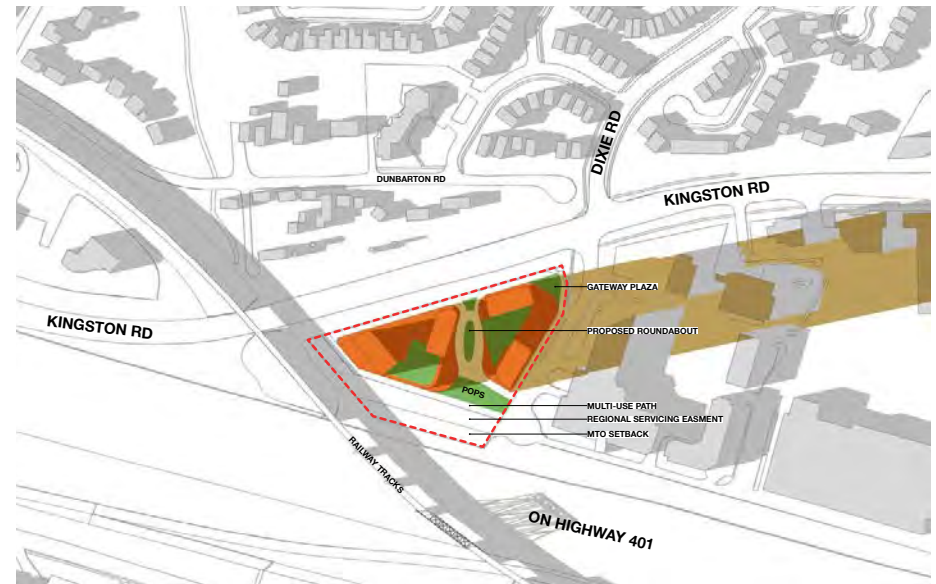 DUNBARTON RD
DIXIE RD
KINGSTON RD
GATEWAY PLAZA
KINGSTON RD
PROPOSED ROUNDABOUT
POPS
MULTI-USE PATH
REGIONAL SERVICING EASMENT
MTO SETBACK
RAILWAY TRACKS
ON HIGHWAY 401